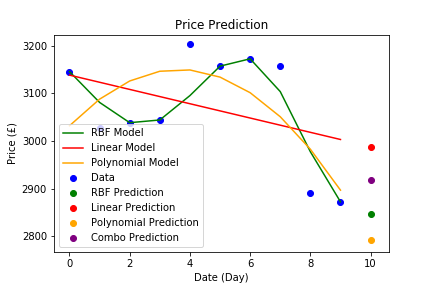 Price Prediction
3200
3100
3000
2900
2800
Price (£)
RBF Model
Linear Model
Polynomial Model
Data
RBF Prediction
Linear Prediction
Polynomial Prediction
Combo Prediction
0 2 4 6 8 10
Date (Day)